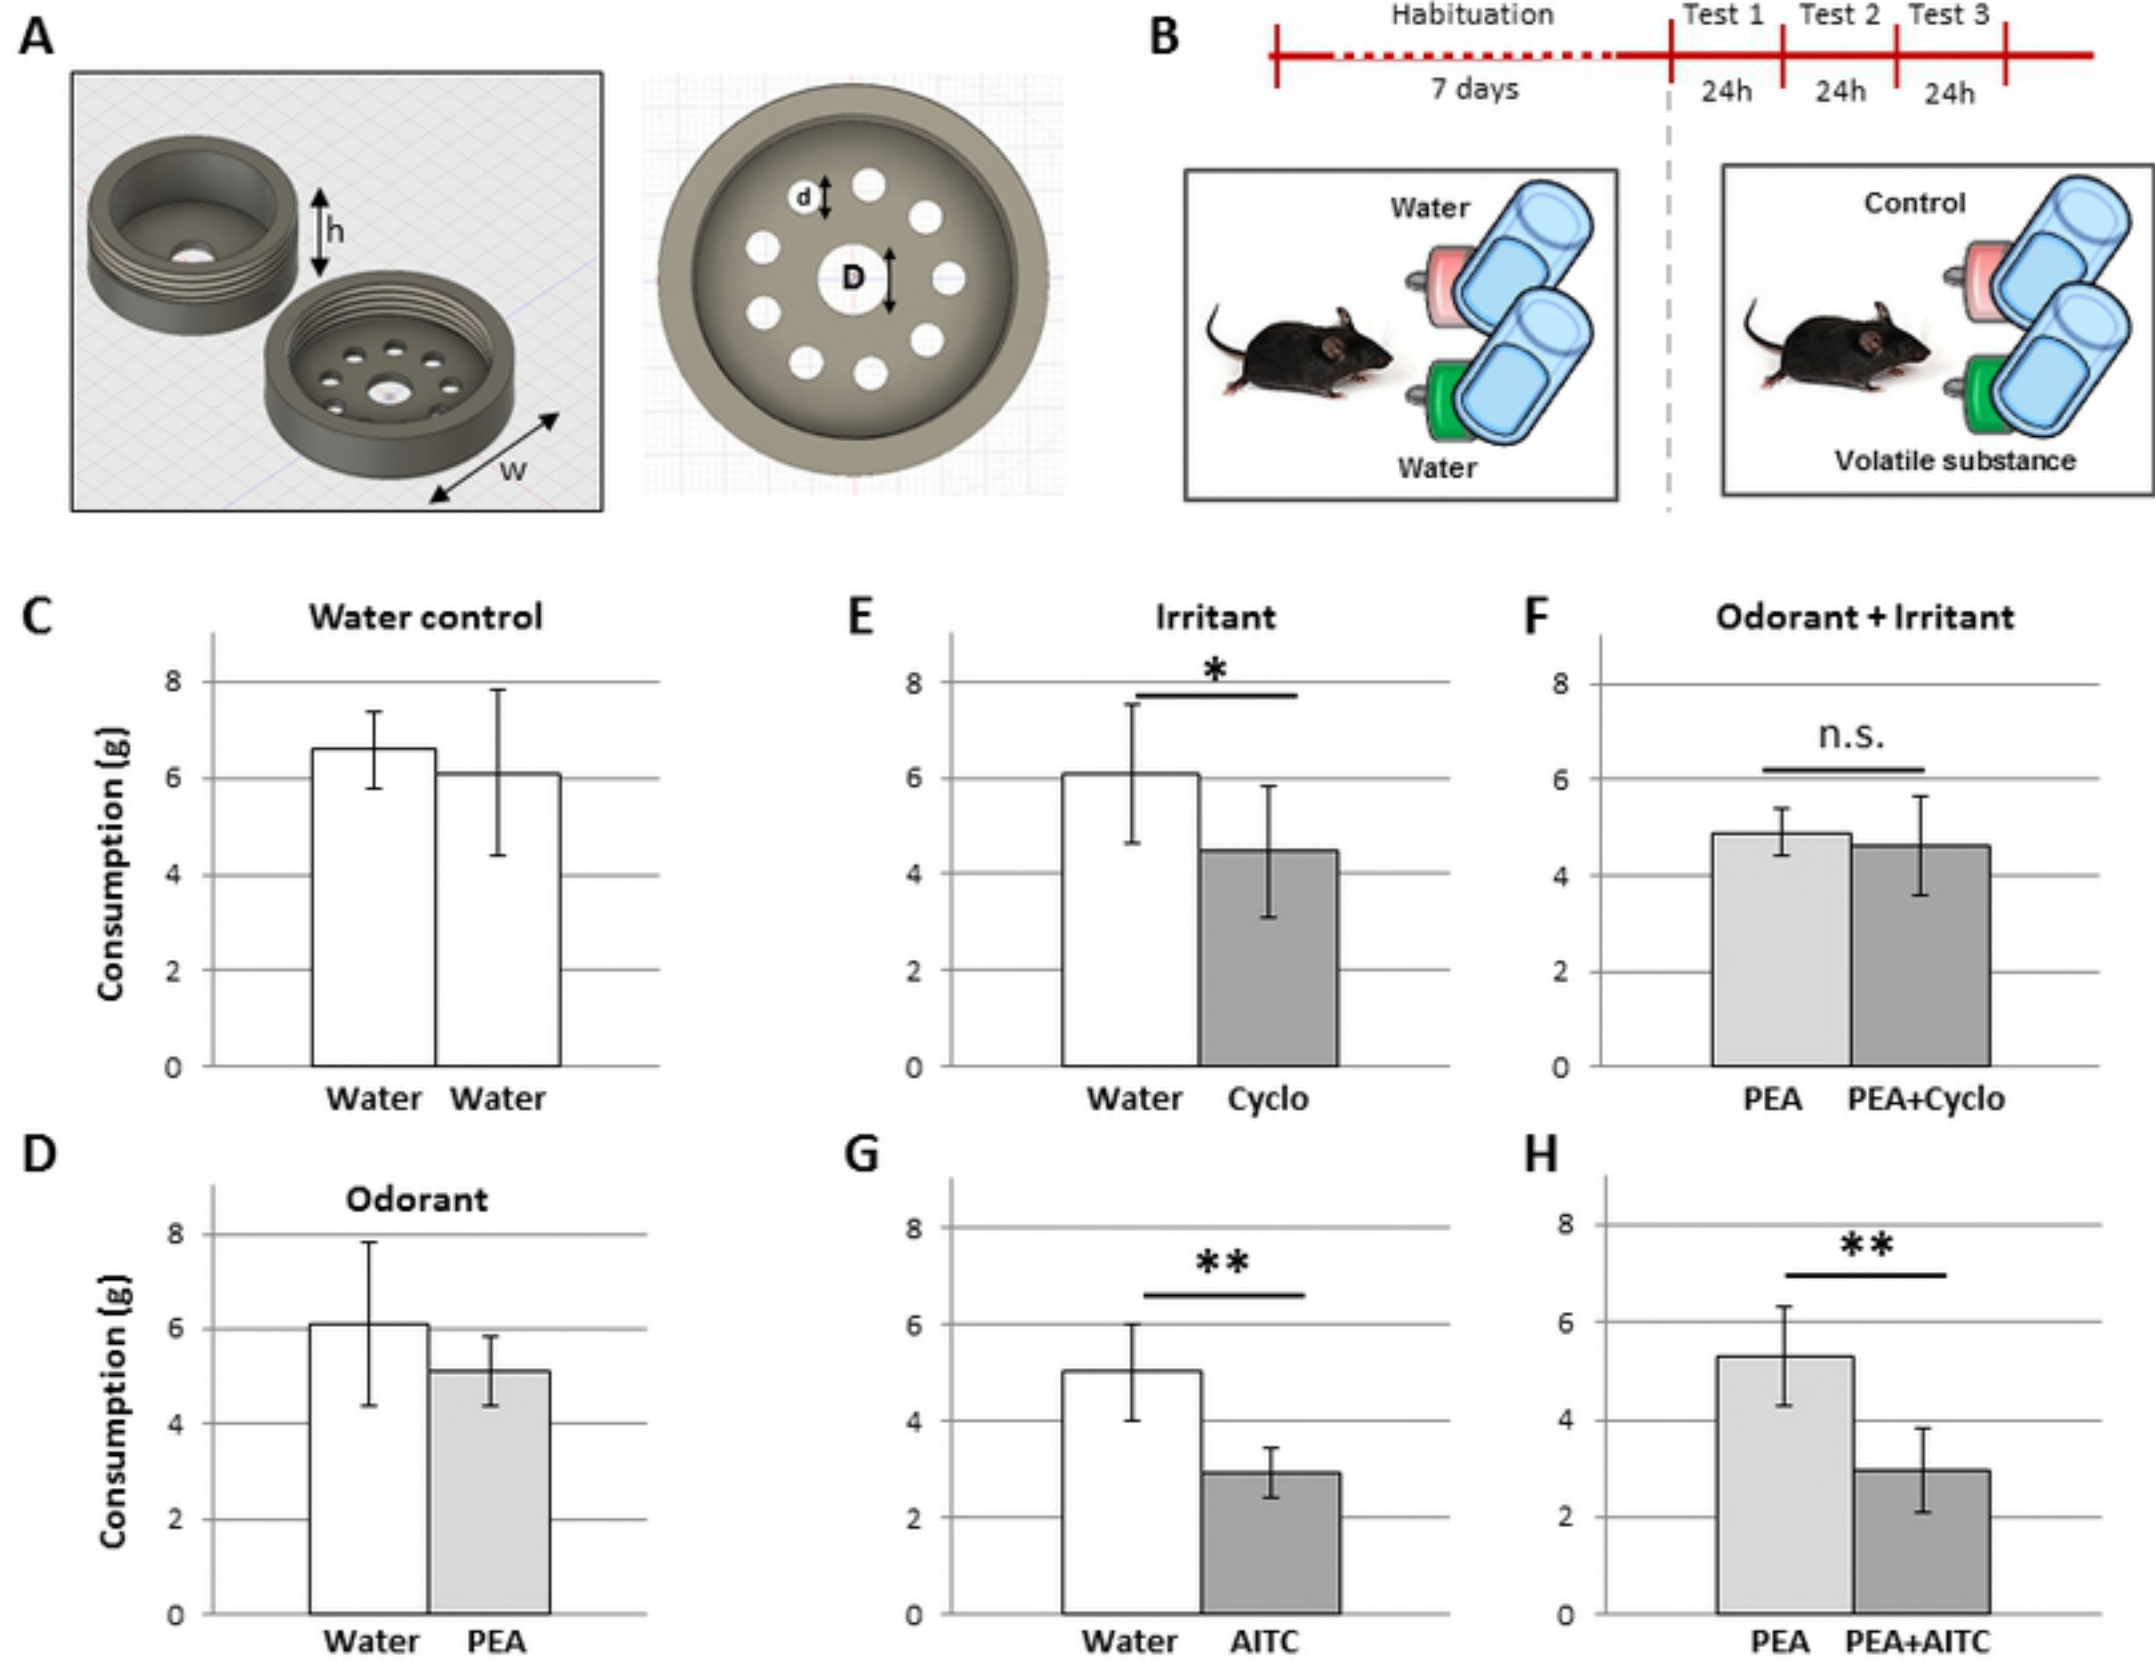 A
h
w
d
D
B
Habituation Test 1 Test 2 Test 3
7 days 24h 24h 24h
Water
Water
Control
Volatile substance
C
Water control
Consumption (g)
8
6
4
2
0
Water Water
E
Irritant
*
8
6
4
2
0
Water Cyclo
F
Odorant + Irritant
n.s.
8
6
4
2
0
PEA PEA+Cyclo
D
Odorant
Consumption (g)
8
6
4
2
0
Water PEA
G
**
8
6
4
2
0
Water AITC
H
**
8
6
4
2
0
PEA PEA+AITC